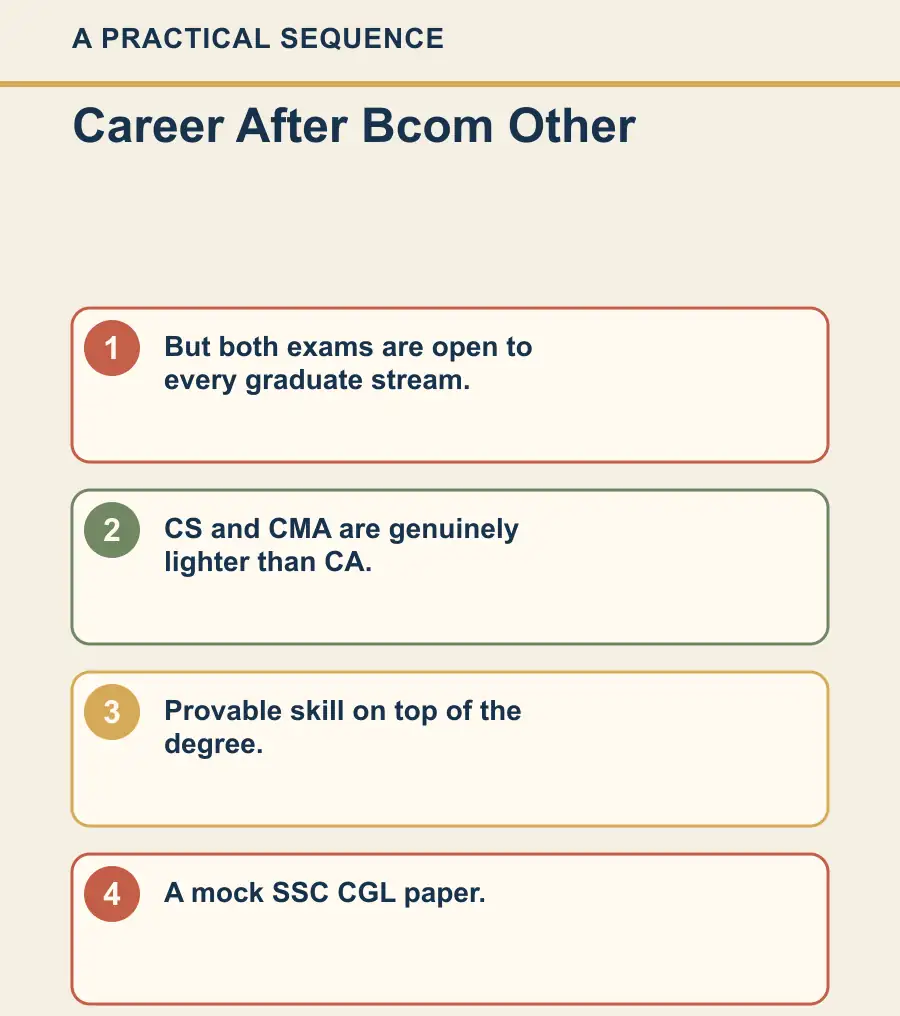 A PRACTICAL SEQUENCE
Career After Bcom Other
1
But both exams are open to
every graduate stream.
2
CS and CMA are genuinely
lighter than CA.
3
Provable skill on top of the
degree.
4
A mock SSC CGL paper.